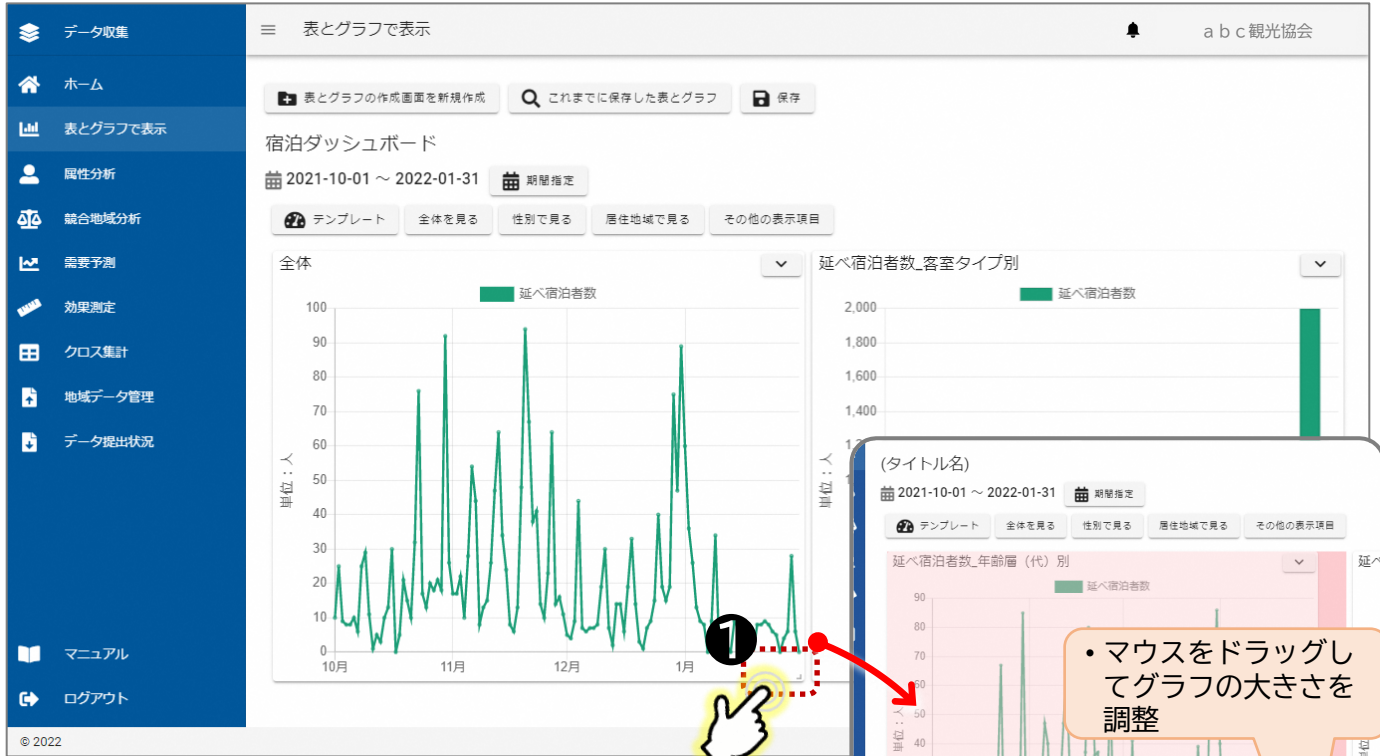 データ収集
ホーム
表とグラフで表示
属性分析
競合地域分析
需要予測
効果測定
クロス集計
地域データ管理
データ提出状況
マニュアル
ログアウト
© 2022
表とグラフで表示
ａｂｃ観光協会
表とグラフの作成画面を新規作成
これまでに保存した表とグラフ
保存
宿泊ダッシュボード
2021-10-01 ～ 2022-01-31
期間指定
テンプレート
全体を見る
性別で見る
居住地域で見る
その他の表示項目
全体
延べ宿泊者数
単位：人
100
90
80
70
60
50
40
30
20
10
0
10月
11月
12月
1月
1
延べ宿泊者数_客室タイプ別
延べ宿泊者数
単位：人
2,000
1,800
1,600
1,400
(タイトル名)
2021-10-01 ～ 2022-01-31
期間指定
テンプレート
全体を見る
性別で見る
居住地域で見る
その他の表示項目
延べ宿泊者数_年齢層（代）別
延べ宿泊者数
90
80
70
60
50
40
単位：人
• マウスをドラッグし
てグラフの大きさを
調整